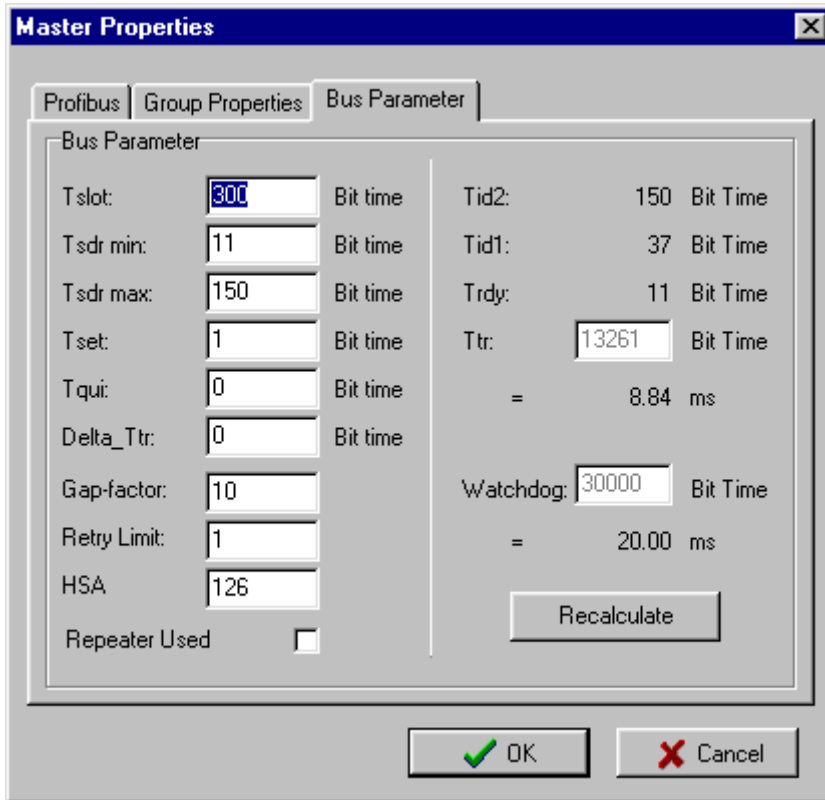 Master Properties
Profibus Group Properties Bus Parameter
Bus Parameter
Tslot: 300 Bit time
Tsdr min: 11 Bit time
Tsdr max: 150 Bit time
Tset: 1 Bit time
Tqui: 0 Bit time
Delta_Ttr: 0 Bit time
Gap-factor: 10
Retry Limit: 1
HSA 126
Repeater Used
Tid2: 150 Bit Time
Tid1: 37 Bit Time
Trdy: 11 Bit Time
Ttr: 13261 Bit Time
= 8.84 ms
Watchdog: 30000 Bit Time
= 20.00 ms
Recalculate
OK Cancel